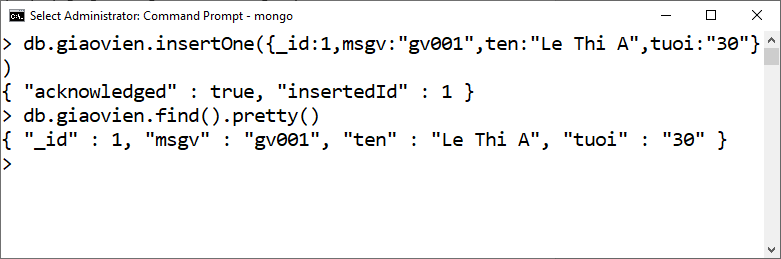 Select Administrator: Command Prompt - mongo
> db.giaovien.insertOne({_id:1,msgv:"gv001",ten:"Le Thi A",tuoi:"30"}
)
{ "acknowledged" : true, "insertedId" : 1 }
> db.giaovien.find().pretty()
{ "_id" : 1, "msgv" : "gv001", "ten" : "Le Thi A", "tuoi" : "30" }
>